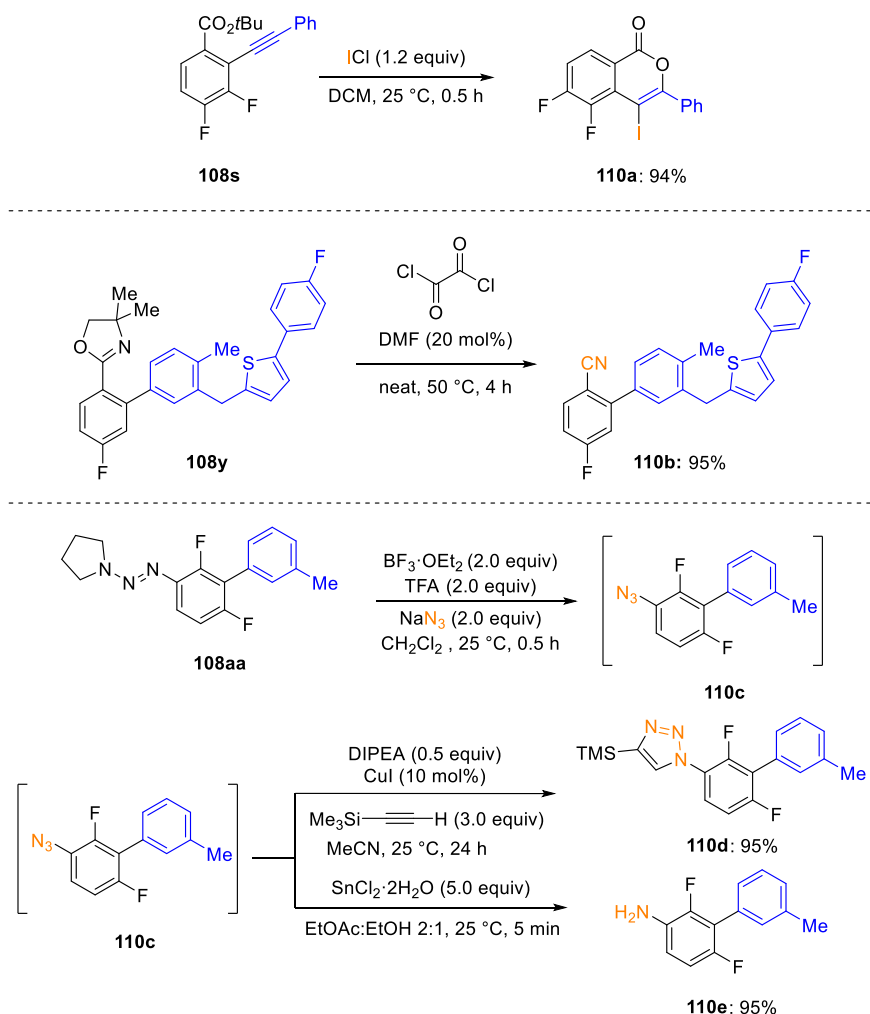 CO₂tBu
Ph
F
F
108s
ICl (1.2 equiv)
DCM, 25 °C, 0.5 h
O
O
F
F
I
Ph
110a: 94%
Me
Me
O
N
Me
S
F
F
108y
O
Cl
Cl
O
DMF (20 mol%)
neat, 50 °C, 4 h
CN
Me
S
F
F
110b: 95%
N
N
N
F
F
Me
108aa
BF₃·OEt₂ (2.0 equiv)
TFA (2.0 equiv)
NaN₃ (2.0 equiv)
CH₂Cl₂ , 25 °C, 0.5 h
N₃
F
F
Me
110c
N₃
F
F
Me
110c
DIPEA (0.5 equiv)
CuI (10 mol%)
Me₃Si H (3.0 equiv)
MeCN, 25 °C, 24 h
TMS
N
N
N
F
F
Me
110d: 95%
SnCl₂·2H₂O (5.0 equiv)
EtOAc:EtOH 2:1, 25 °C, 5 min
H₂N
F
F
Me
110e: 95%